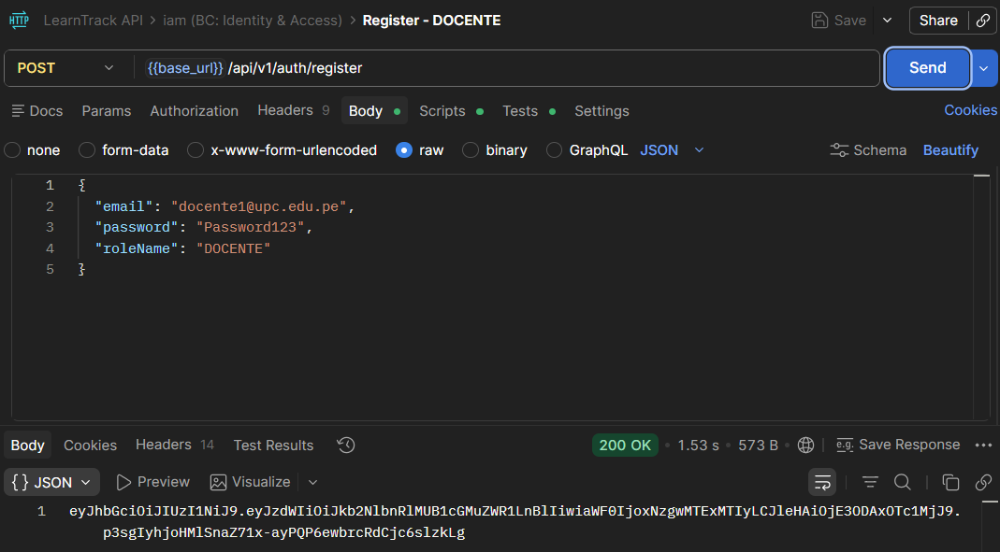 HTTP LearnTrack API > iam (BC: Identity & Access) > Register - DOCENTE Save Share
POST {{base_url}} /api/v1/auth/register Send
Docs Params Authorization Headers 9 Body Scripts Tests Settings Cookies
none form-data x-www-form-urlencoded raw binary GraphQL JSON Schema Beautify
1 {
2 "email": "docente1@upc.edu.pe",
3 "password": "Password123",
4 "roleName": "DOCENTE"
5 }
Body Cookies Headers 14 Test Results 200 OK • 1.53 s • 573 B • e.g. Save Response
{} JSON Preview Visualize
1 eyJhbGciOiJIUzI1NiJ9.eyJzdWIiOiJkb2NlbnRlMUB1cGMuZWR1LnBlIiwiaWF0IjoxNzgwMTExMTIyLCJleHAiOjE3ODAxOTc1MjJ9.
p3sgIyhjoHMlSnaZ71x-ayPQP6ewbrcRdCjc6slzkLg